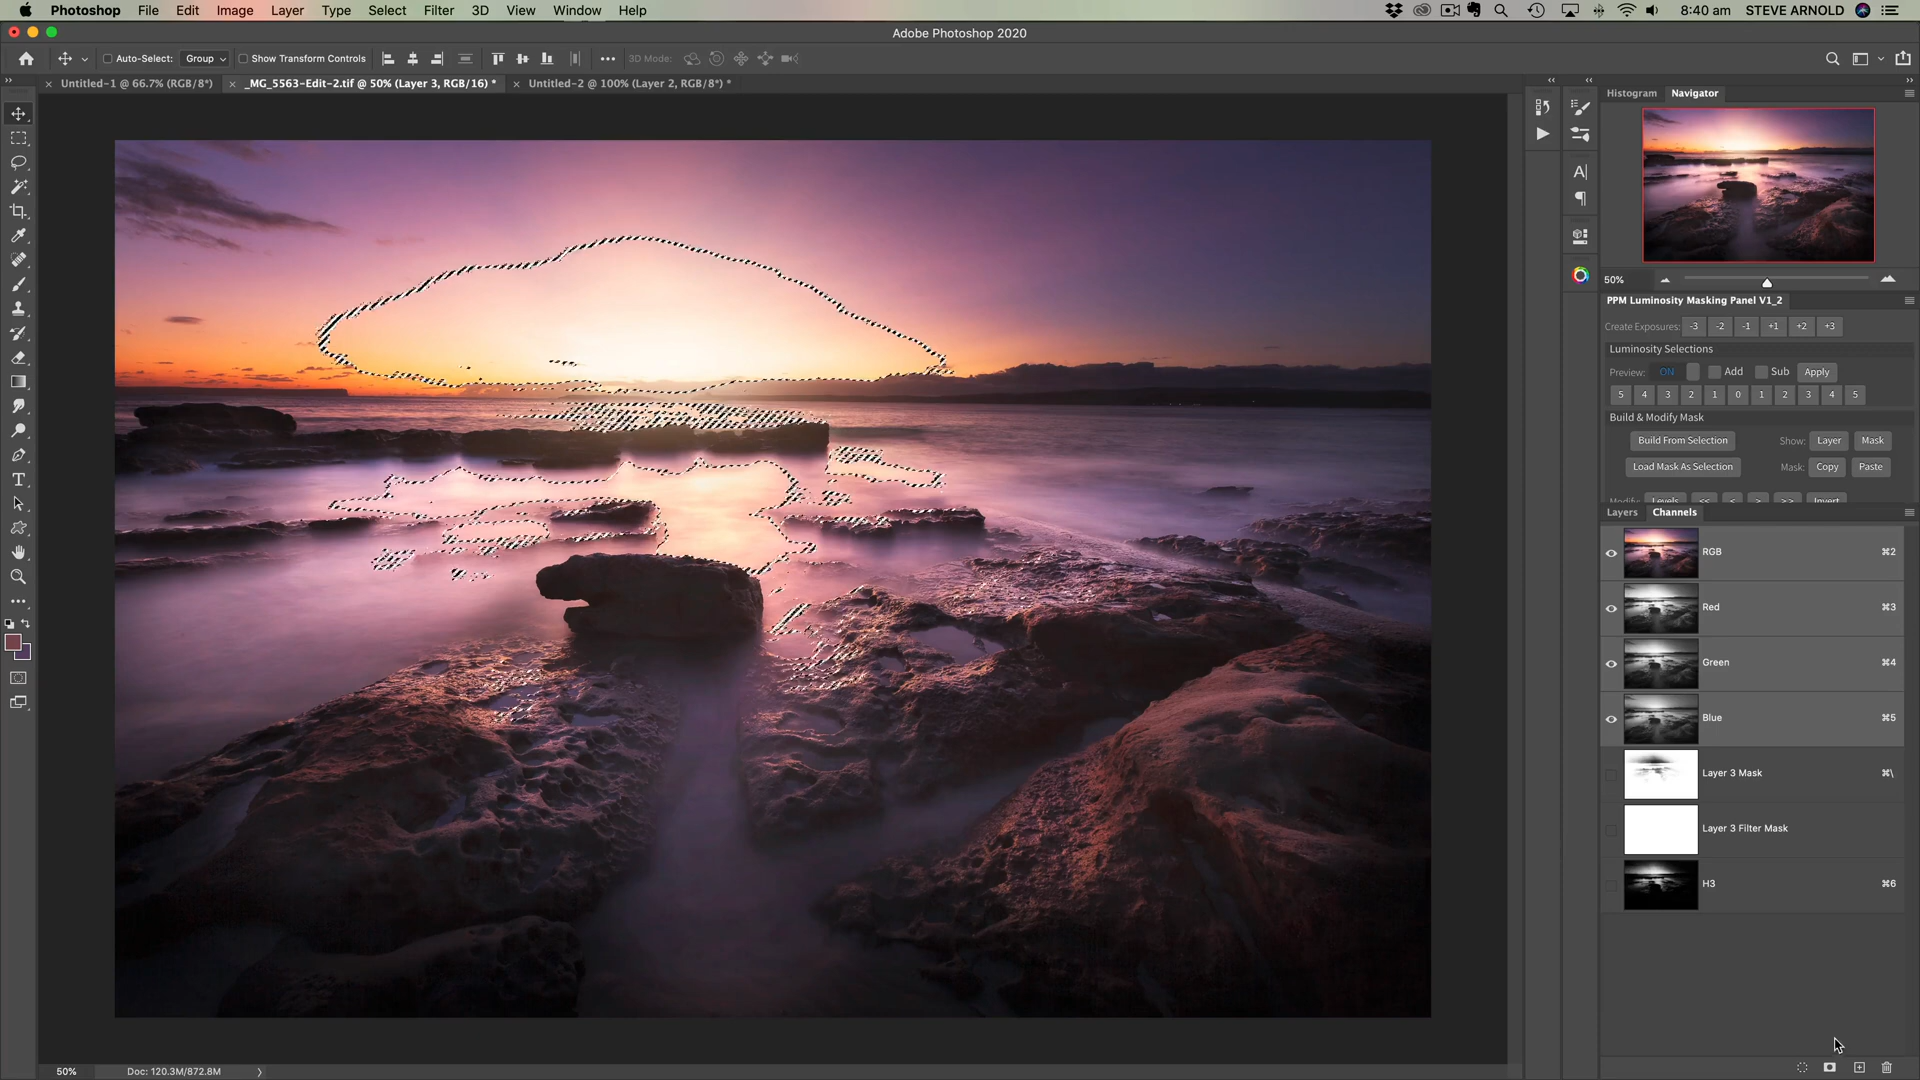 Photoshop File Edit Image Layer Type Select Filter 3D View Window Help 8:40 am STEVE ARNOLD
Adobe Photoshop 2020
Auto-Select: Group Show Transform Controls 3D Mode:
Untitled-1 @ 66.7% (RGB/8*) _MG_5563-Edit-2.tif @ 50% (Layer 3, RGB/16) * Untitled-2 @ 100% (Layer 2, RGB/8*) *
Histogram Navigator
50%
PPM Luminosity Masking Panel V1_2
Create Exposures: -3 -2 -1 +1 +2 +3
Luminosity Selections
Preview: ON Add Sub Apply
5 4 3 2 1 0 1 2 3 4 5
Build & Modify Mask
Build From Selection Show: Layer Mask
Load Mask As Selection Mask: Copy Paste
Modify: Levels << < > >> Invert
Layers Channels
RGB ⌘2
Red ⌘3
Green ⌘4
Blue ⌘5
Layer 3 Mask ⌘\
Layer 3 Filter Mask
H3 ⌘6
50% Doc: 120.3M/872.8M